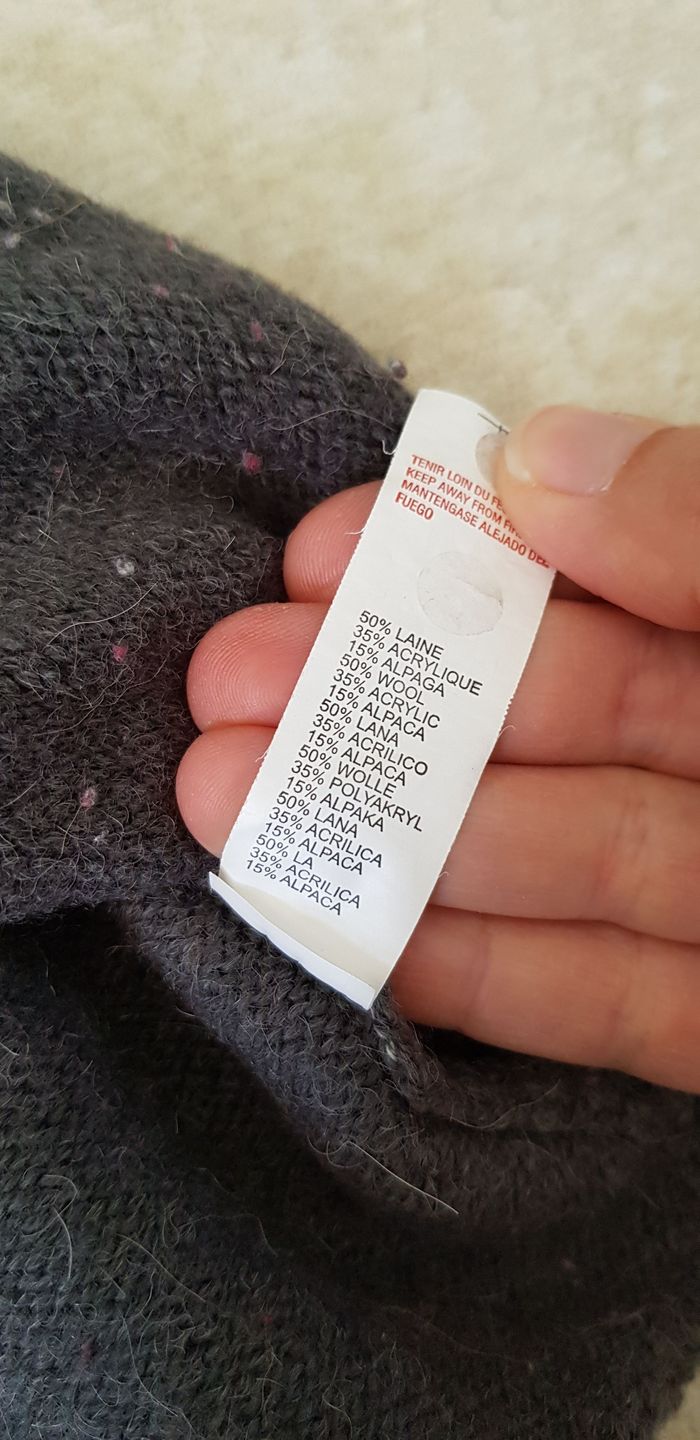 TENIR LOIN DU
KEEP AWAY FROM
MANTENGASE ALEJADO DEL
FUEGO
50% LAINE
35% ACRYLIQUE
15% ALPAGA
50% WOOL
35% ACRYLIC
15% ALPACA
50% LANA
35% ACRILICO
15% ALPACA
50% WOLLE
35% POLYAKRYL
15% ALPAKA
50% LANA
35% ACRILICA
15% ALPACA
50% LA
35% ACRILICA
15% ALPACA